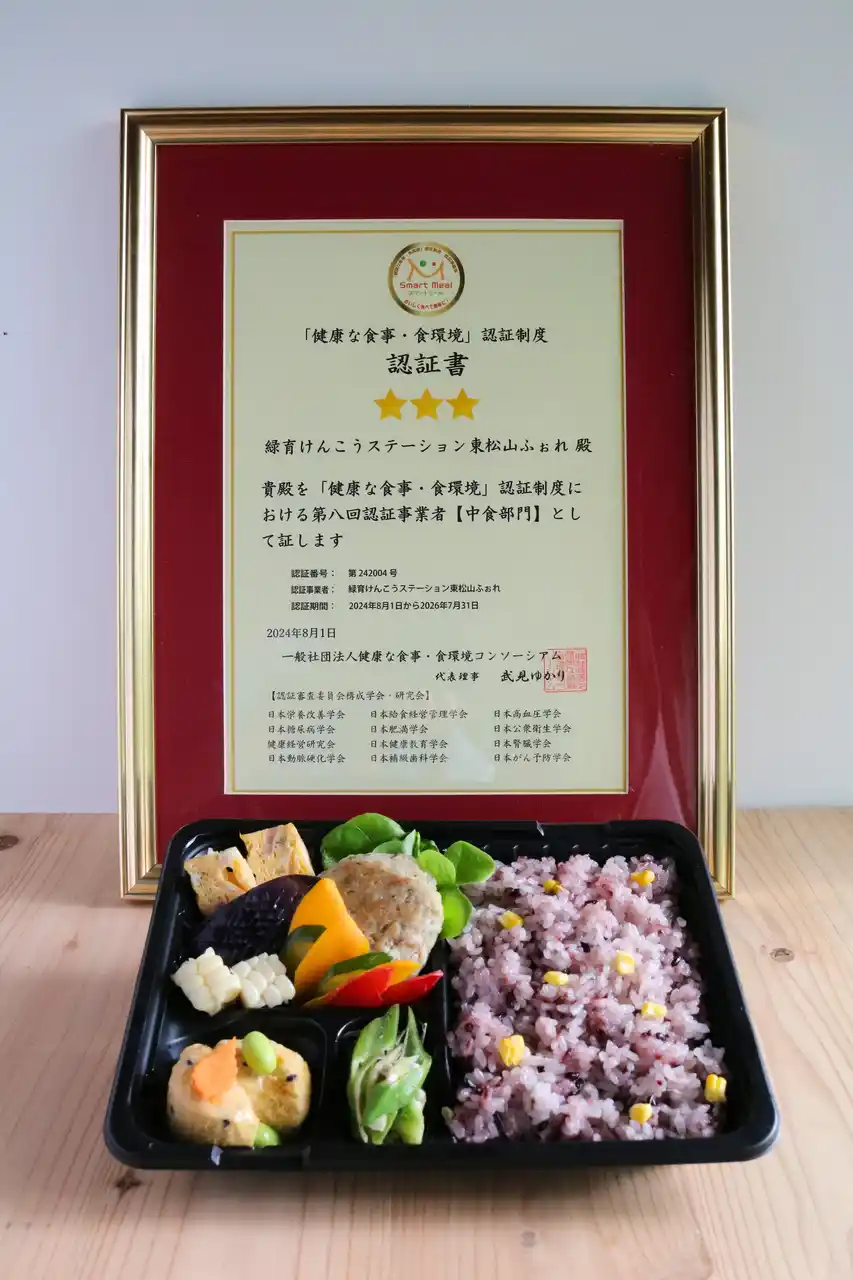 Smart Meal
スマートミール
「健康な食事・食環境」認証制度
認証書
緑育けんこうステーション東松山ふぉれ 殿
貴殿を「健康な食事・食環境」認証制度に
おける第八回認証事業者【中食部門】とし
て証します
認証番号： 第 242004 号
認証事業者： 緑育けんこうステーション東松山ふぉれ
認証期間： 2024年8月1日から2026年7月31日
2024年8月1日
一般社団法人健康な食事・食環境コンソーシアム
代表理事 武見ゆかり
【認証審査委員会構成学会・研究会】
日本栄養改善学会 日本給食経営管理学会 日本高血圧学会
日本糖尿病学会 日本肥満学会 日本公衆衛生学会
健康経営研究会 日本健康教育学会 日本腎臓学会
日本動脈硬化学会 日本補綴歯科学会 日本がん予防学会